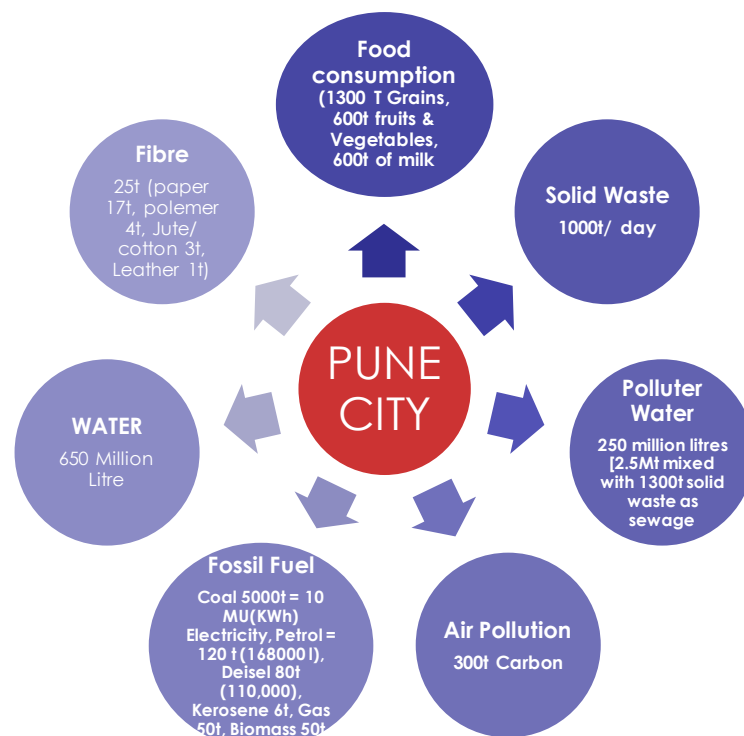 Food
consumption
(1300 T Grains,
600t fruits &
Vegetables,
600t of milk
Solid Waste
1000t/ day
Polluter
Water
250 million litres
[2.5Mt mixed
with 1300t solid
waste as
sewage
Air Pollution
300t Carbon
Fossil Fuel
Coal 5000t = 10
MU(KWh)
Electricity, Petrol =
120 t (168000 l),
Deisel 80t
(110,000),
Kerosene 6t, Gas
50t, Biomass 50t
WATER
650 Million
Litre
Fibre
25t (paper
17t, polemer
4t, Jute/
cotton 3t,
Leather 1t)
PUNE
CITY